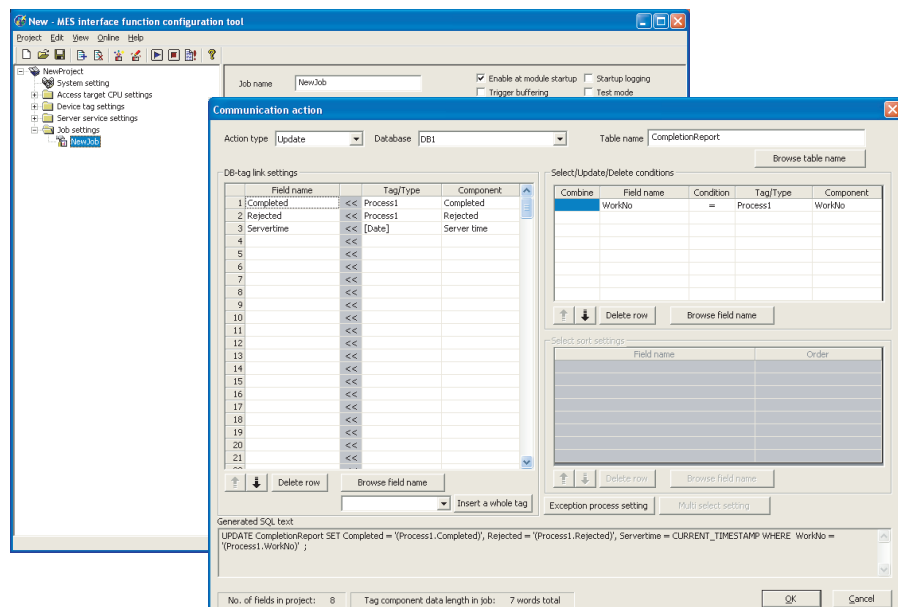 New - MES interface function configuration tool
Project Edit View Online Help
NewProject
System setting
Access target CPU settings
Device tag settings
Server service settings
Job settings
NewJob
Job name NewJob
Enable at module startup Startup logging
Trigger buffering Test mode
Communication action
Action type Update Database DB1 Table name CompletionReport
Browse table name
DB-tag link settings
Field name Tag/Type Component
1 Completed << Process1 Completed
2 Rejected << Process1 Rejected
3 Servertime << [Date] Server time
4 <<
5 <<
6 <<
7 <<
8 <<
9 <<
10 <<
11 <<
12 <<
13 <<
14 <<
15 <<
16 <<
17 <<
18 <<
19 <<
20 <<
21 <<
Delete row Browse field name
Insert a whole tag
Select/Update/Delete conditions
Combine Field name Condition Tag/Type Component
WorkNo = Process1 WorkNo
Delete row Browse field name
Select sort settings
Field name Order
Delete row Browse field name
Exception process setting Multi select setting
Generated SQL text
UPDATE CompletionReport SET Completed = '(Process1.Completed)', Rejected = '(Process1.Rejected)', Servertime = CURRENT_TIMESTAMP WHERE WorkNo =
'(Process1.WorkNo)' ;
No. of fields in project: 8 Tag component data length in job: 7 words total
OK Cancel